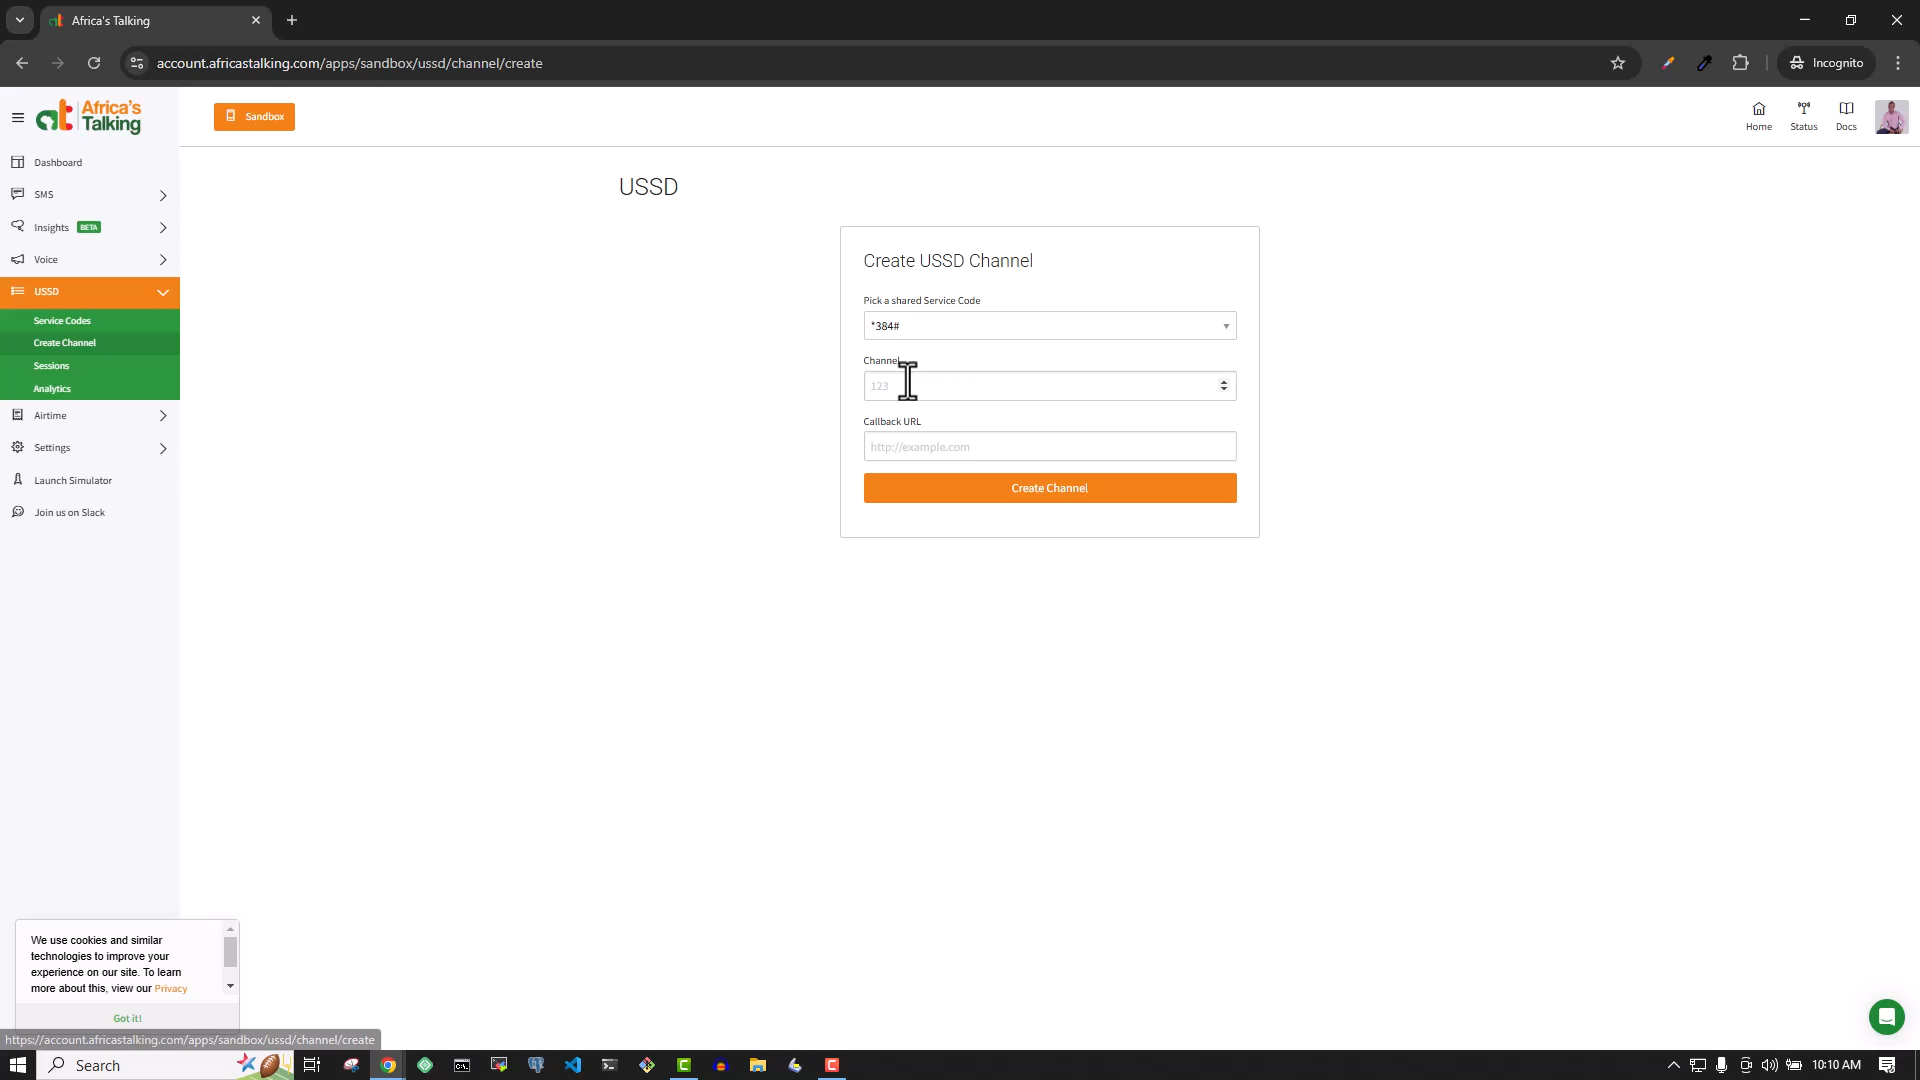 Africa's Talking
account.africastalking.com/apps/sandbox/ussd/channel/create
Incognito
at Africa's Talking
Sandbox
Home
Status
Docs
Dashboard
SMS
Insights BETA
Voice
USSD
Service Codes
Create Channel
Sessions
Analytics
Airtime
Settings
Launch Simulator
Join us on Slack
USSD
Create USSD Channel
Pick a shared Service Code
*384#
Channel
123
Callback URL
http://example.com
Create Channel
We use cookies and similar
technologies to improve your
experience on our site. To learn
more about this, view our Privacy
Got it!
https://account.africastalking.com/apps/sandbox/ussd/channel/create
Search
10:10 AM